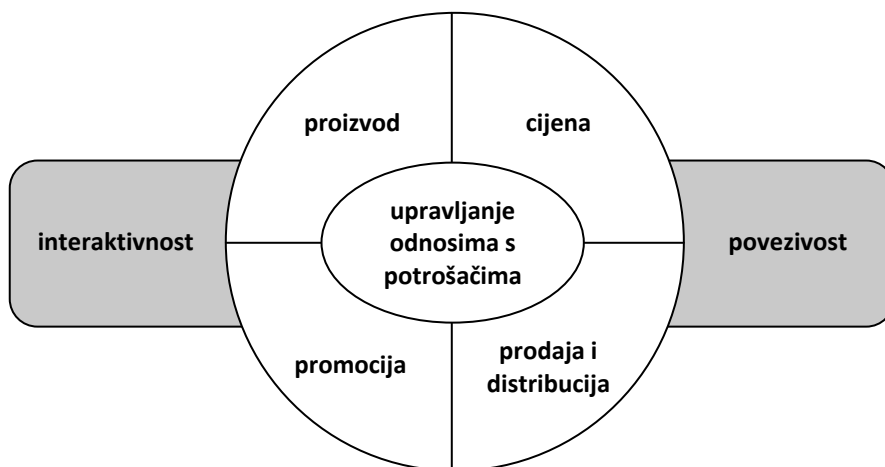 proizvod
cijena
interaktivnost
upravljanje
odnosima s
potrošačima
povezivost
promocija
prodaja i
distribucija